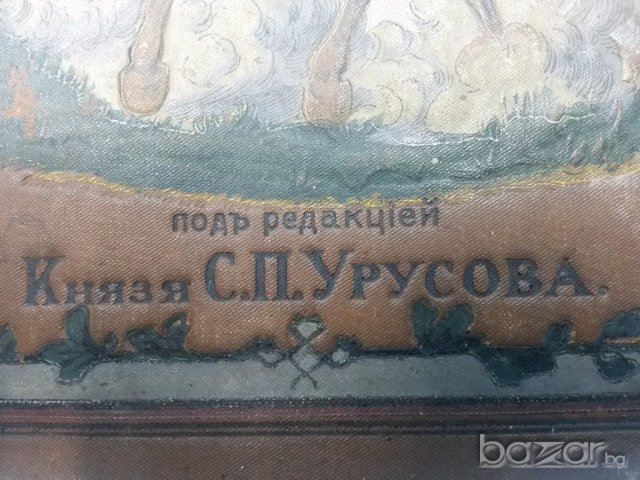 подъ редакціей
Князя С.П.Урусова.
bazar.bg